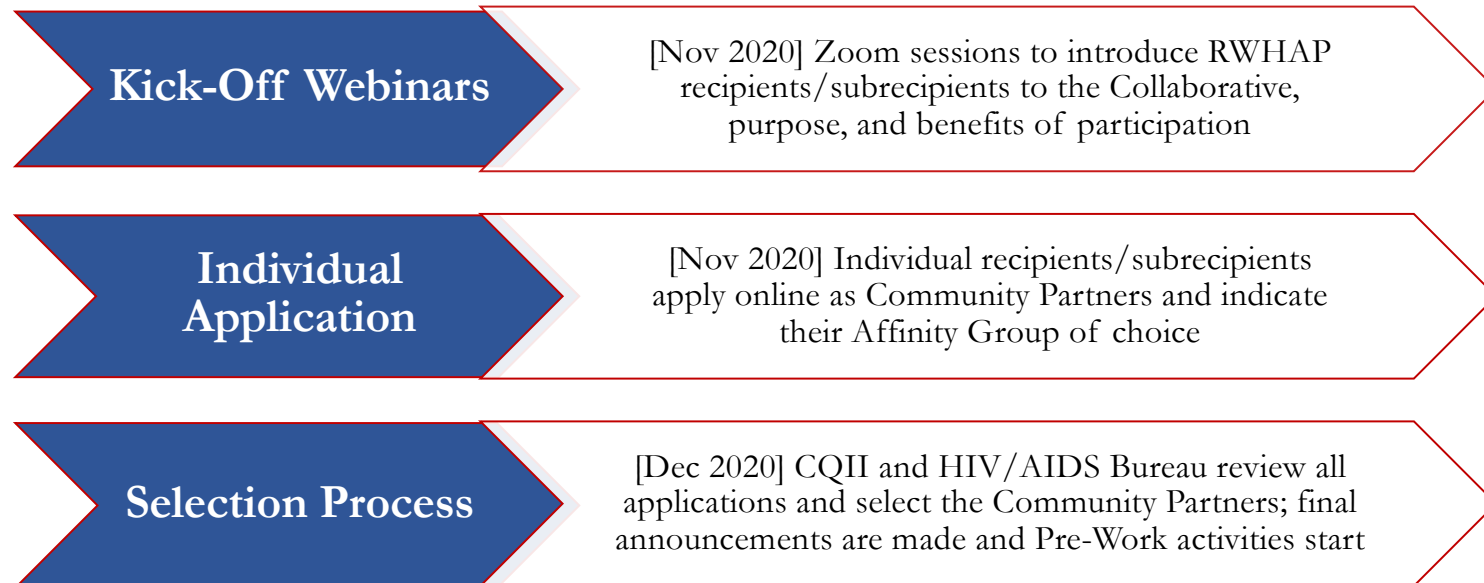 Kick-Off Webinars
[Nov 2020] Zoom sessions to introduce RWHAP
recipients/subrecipients to the Collaborative,
purpose, and benefits of participation
Individual
Application
[Nov 2020] Individual recipients/subrecipients
apply online as Community Partners and indicate
their Affinity Group of choice
Selection Process
[Dec 2020] CQII and HIV/AIDS Bureau review all
applications and select the Community Partners; final
announcements are made and Pre-Work activities start